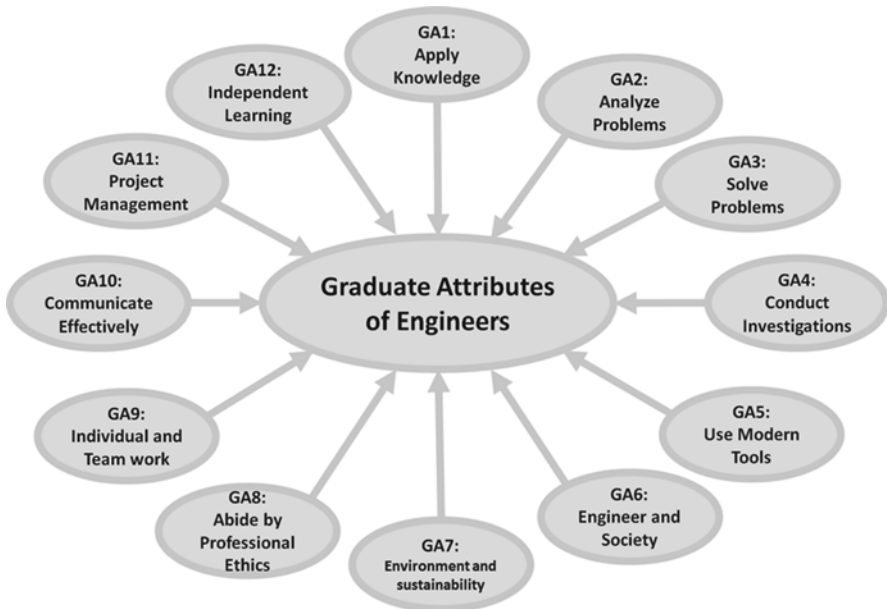 GA1:
Apply
Knowledge
GA2:
Analyze
Problems
GA3:
Solve
Problems
GA4:
Conduct
Investigations
GA5:
Use Modern
Tools
GA6:
Engineer and
Society
GA7:
Environment and
sustainability
GA8:
Abide by
Professional
Ethics
GA9:
Individual and
Team work
GA10:
Communicate
Effectively
GA11:
Project
Management
GA12:
Independent
Learning
Graduate Attributes
of Engineers